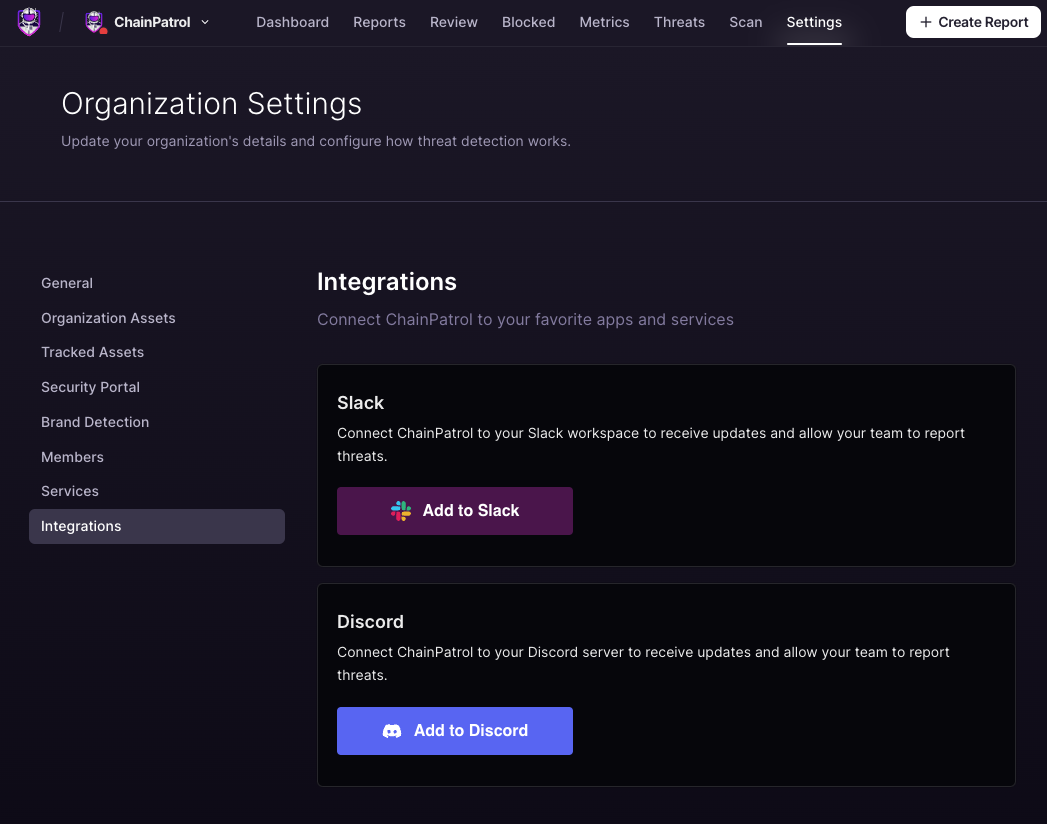 ChainPatrol
Dashboard Reports Review Blocked Metrics Threats Scan Settings
+ Create Report
Organization Settings
Update your organization's details and configure how threat detection works.
General
Organization Assets
Tracked Assets
Security Portal
Brand Detection
Members
Services
Integrations
Integrations
Connect ChainPatrol to your favorite apps and services
Slack
Connect ChainPatrol to your Slack workspace to receive updates and allow your team to report
threats.
Add to Slack
Discord
Connect ChainPatrol to your Discord server to receive updates and allow your team to report
threats.
Add to Discord